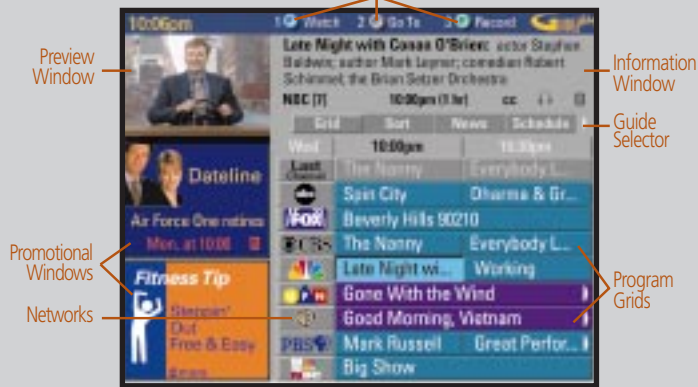 10:06pm 1 Watch 2 Go To 3 Record
Late Night with Conan O'Brien: actor Stephen
Baldwin; author Mark Leyner; comedian Robert
Schimmel; the Brian Setzer Orchestra
NBC [7] 10:00pm (1 hr) cc
Grid Sort News Schedule
Wed 10:00pm 10:30pm
Last
Channel
The Nanny Everybody L...
abc Spin City Dharma & Gr...
FOX Beverly Hills 90210
CBS The Nanny Everybody L...
Late Night wi... Working
Gone With the Wind
Good Morning, Vietnam
PBS Mark Russell Great Perfor...
Big Show
Dateline
Air Force One retires
Mon. at 10:00
Fitness Tip
Steppin'
Out
Free & Easy
Preview
Window
Promotional
Windows
Networks
Information
Window
Guide
Selector
Program
Grids